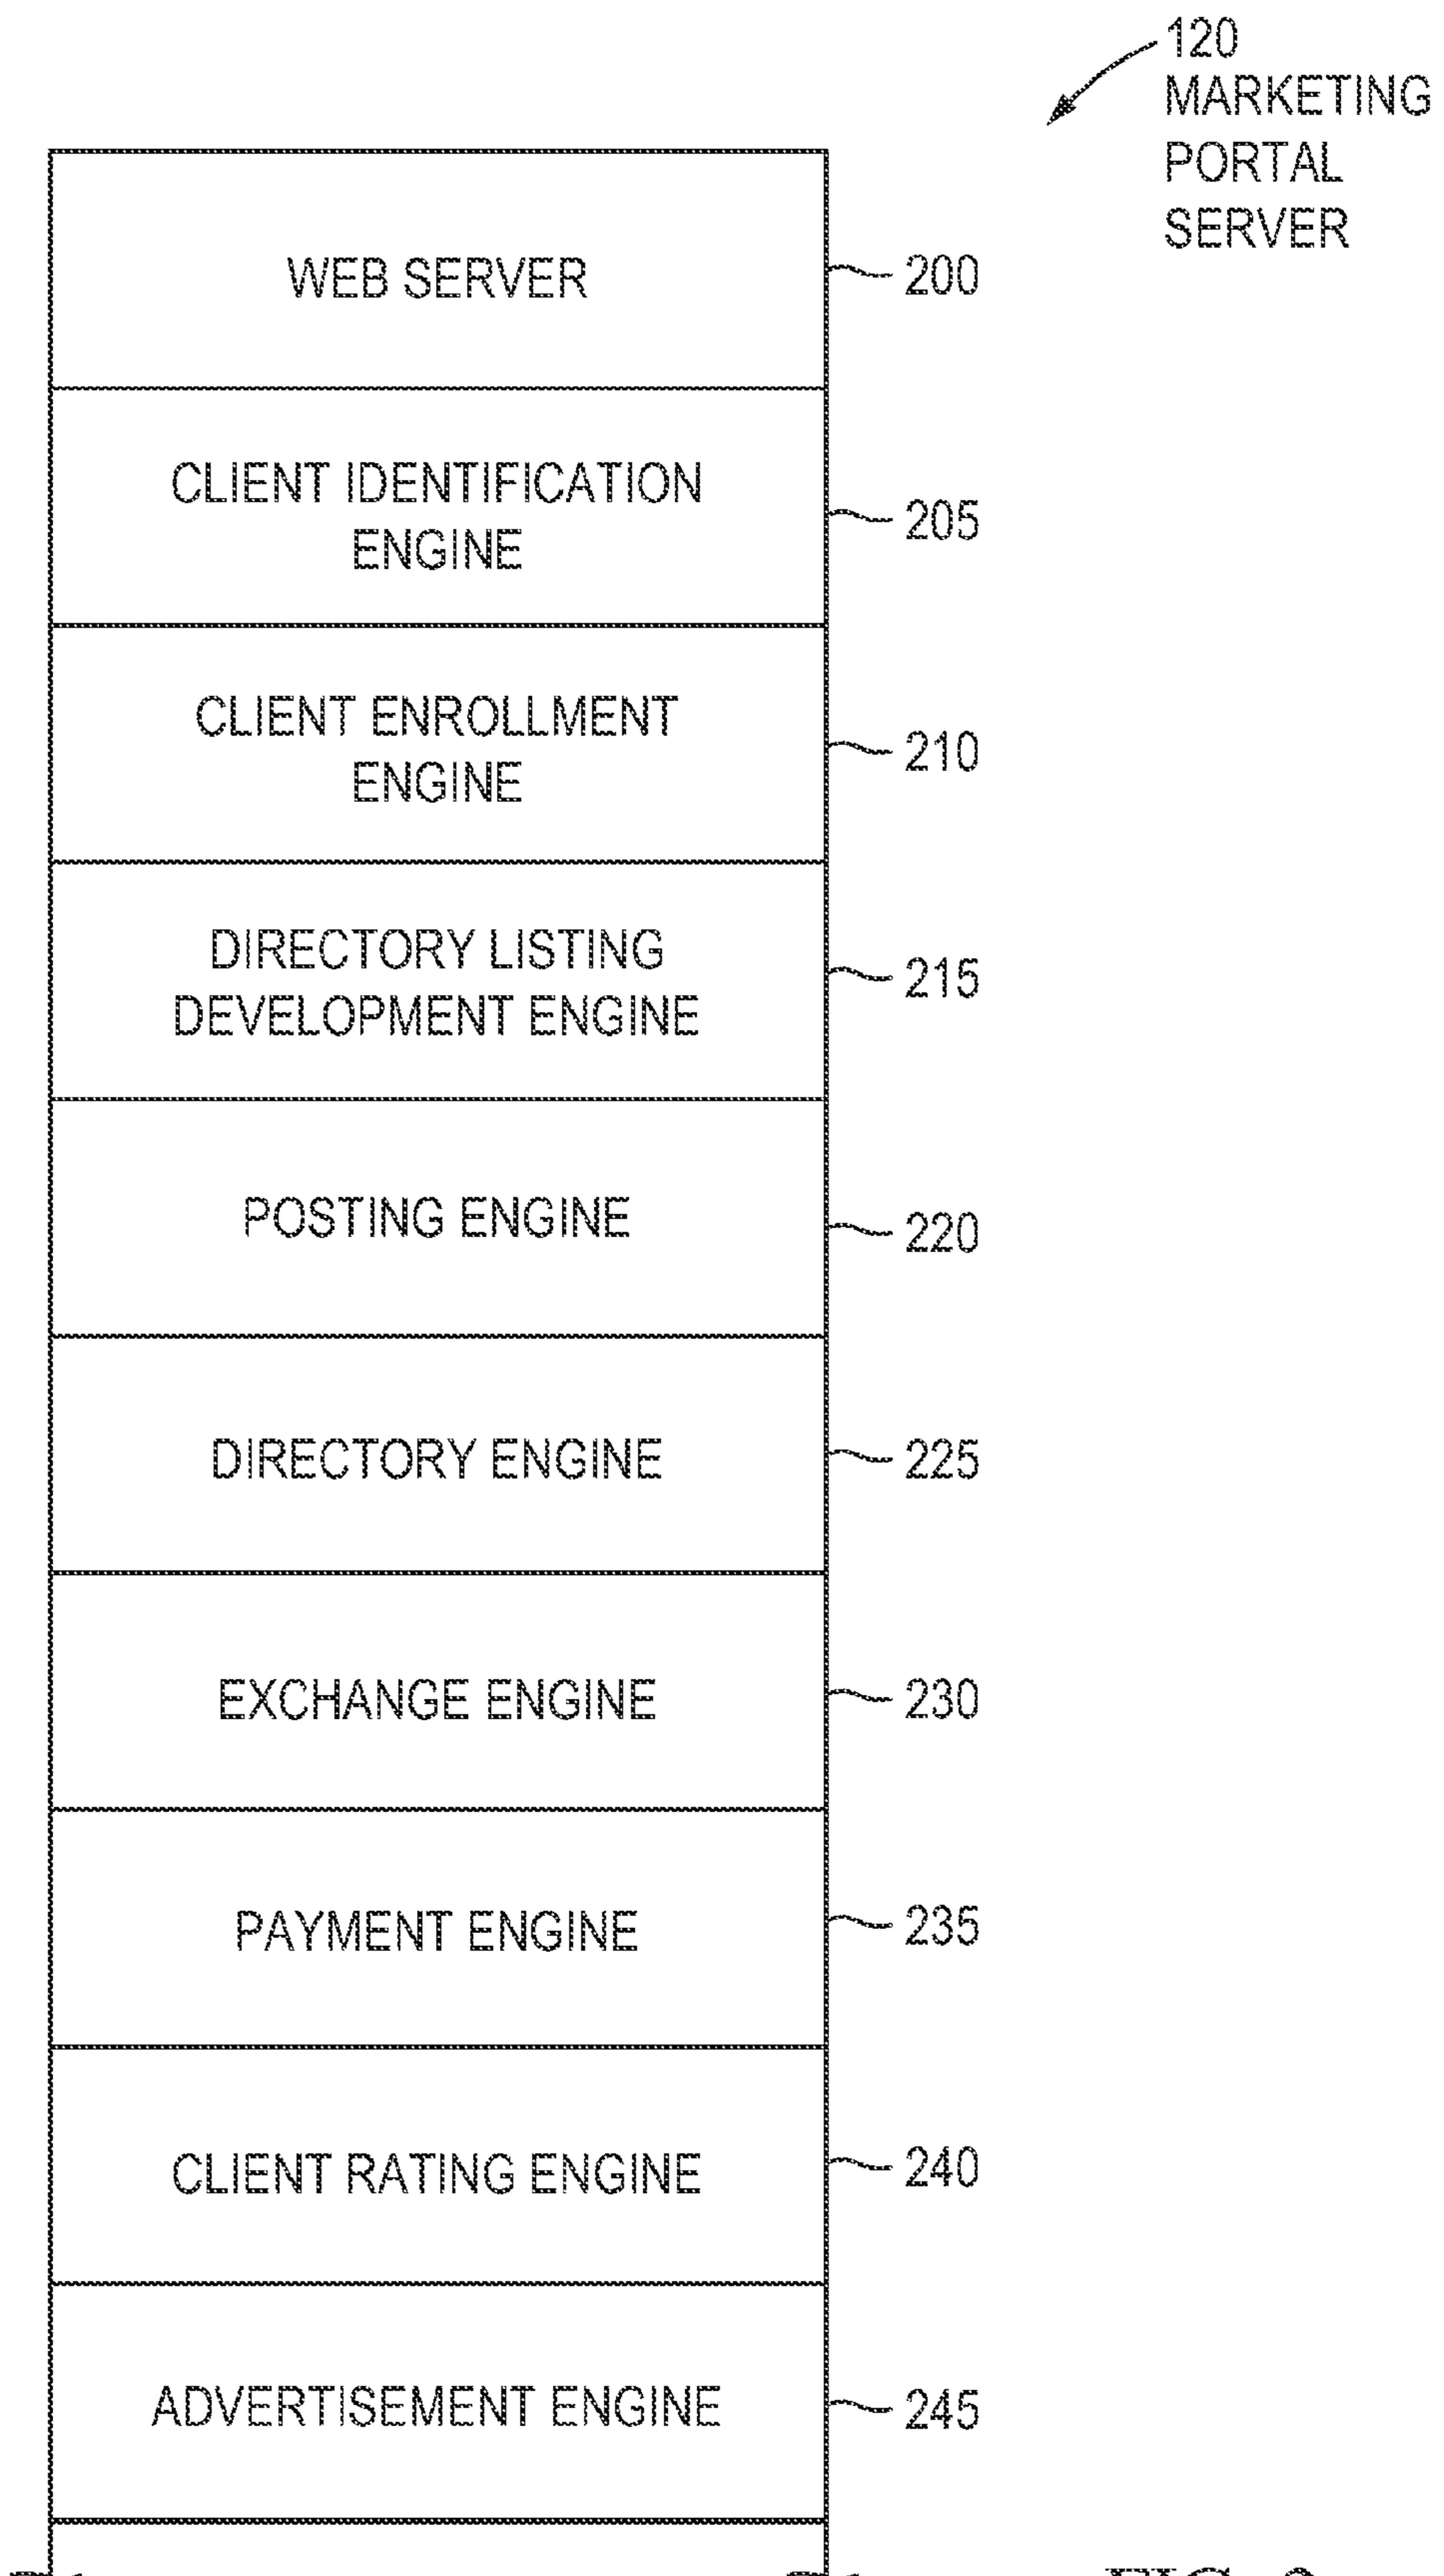 120
MARKETING
PORTAL
SERVER
WEB SERVER
200
CLIENT IDENTIFICATION
ENGINE
205
CLIENT ENROLLMENT
ENGINE
210
DIRECTORY LISTING
DEVELOPMENT ENGINE
215
POSTING ENGINE
220
DIRECTORY ENGINE
225
EXCHANGE ENGINE
230
PAYMENT ENGINE
235
CLIENT RATING ENGINE
240
ADVERTISEMENT ENGINE
245